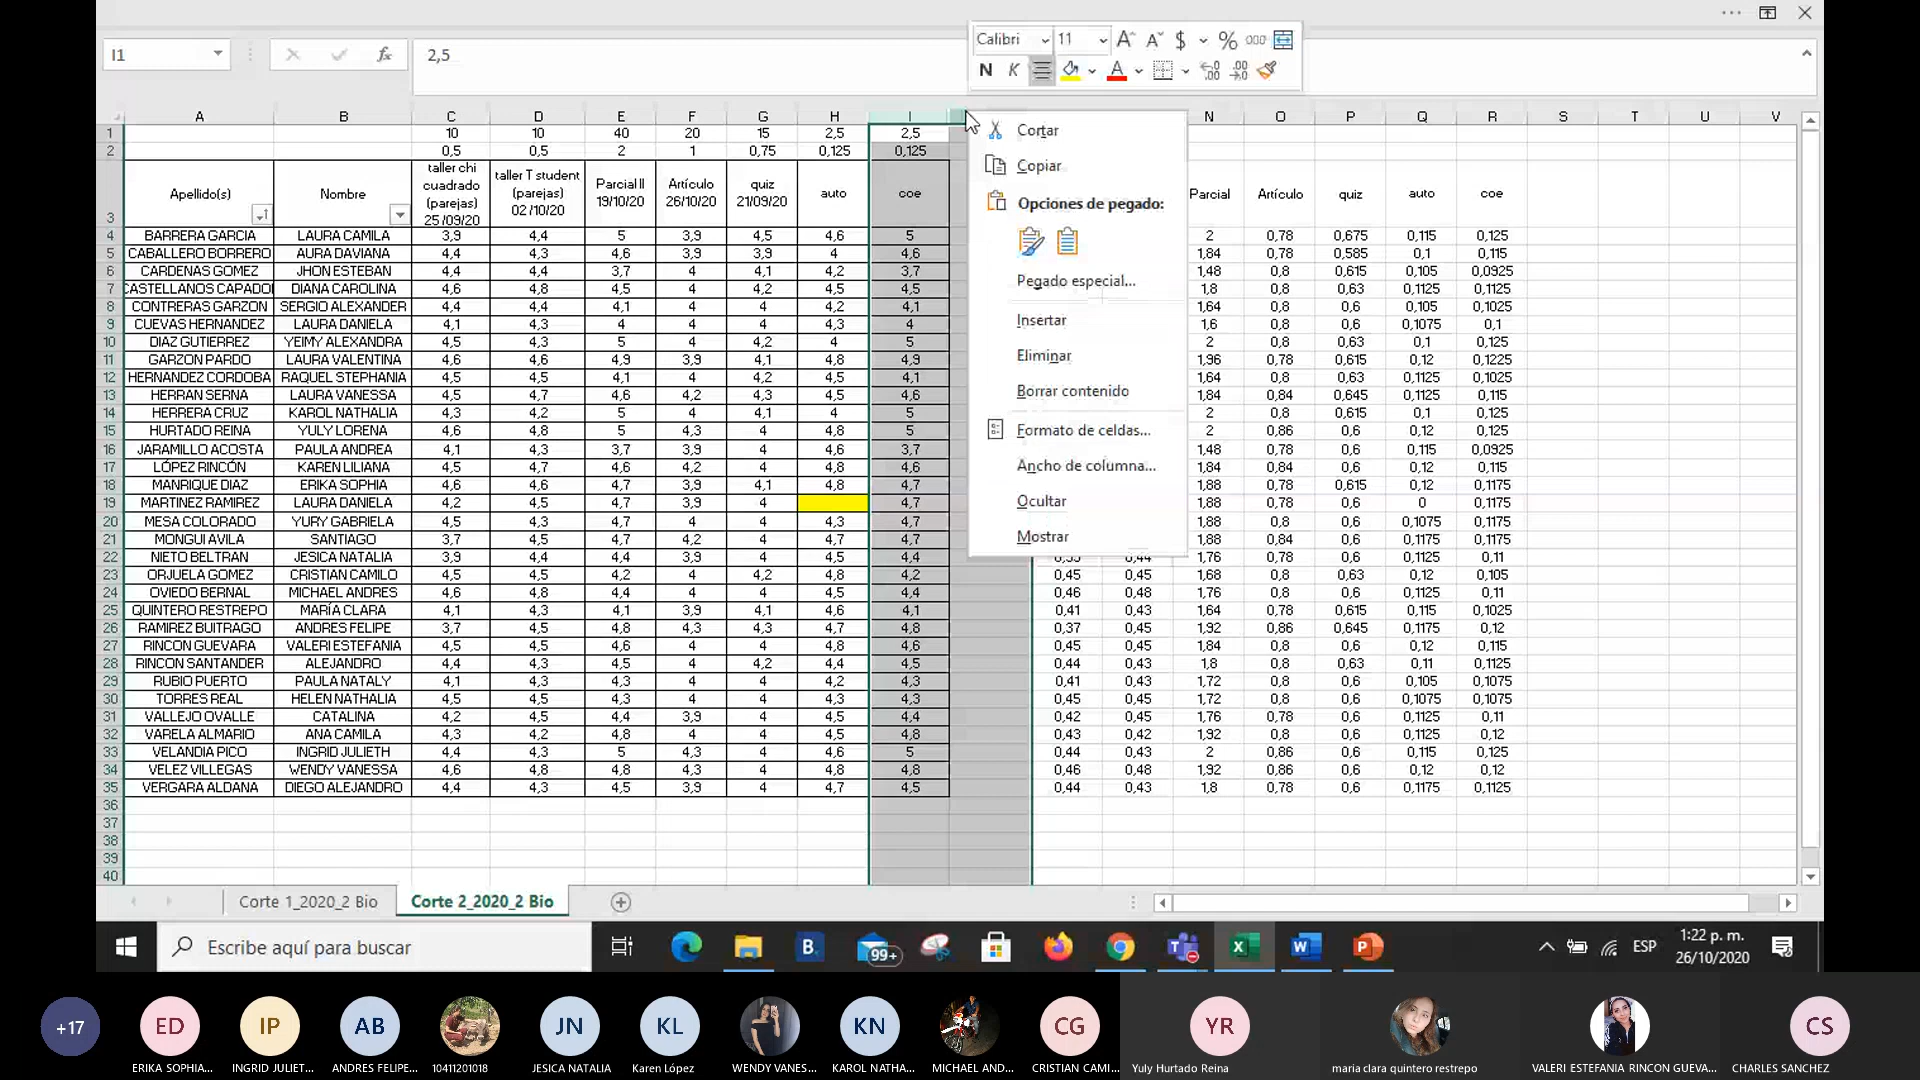 I1 2,5
Calibri 11 A A $ % 000
N K A
A B C D E F G H I N O P Q R S T U V
1 10 10 40 20 15 2,5 2,5
2 0,5 0,5 2 1 0,75 0,125 0,125
3 Apellido(s) Nombre taller chi cuadrado (parejas) 25/09/20 taller T student (parejas) 02/10/20 Parcial II 19/10/20 Artículo 26/10/20 quiz 21/09/20 auto coe Parcial Artículo quiz auto coe
4 BARRERA GARCIA LAURA CAMILA 3,9 4,4 5 3,9 4,5 4,6 5 2 0,78 0,675 0,115 0,125
5 CABALLERO BORRERO AURA DAVIANA 4,4 4,3 4,6 3,9 3,9 4 4,6 1,84 0,78 0,585 0,1 0,115
6 CARDENAS GOMEZ JHON ESTEBAN 4,4 4,4 3,7 4 4,1 4,2 3,7 1,48 0,8 0,615 0,105 0,0925
7 CASTELLANOS CAPADO DIANA CAROLINA 4,6 4,8 4,5 4 4,2 4,5 4,5 1,8 0,8 0,63 0,1125 0,1125
8 CONTRERAS GARZON SERGIO ALEXANDER 4,4 4,4 4,1 4 4 4,2 4,1 1,64 0,8 0,6 0,105 0,1025
9 CUEVAS HERNANDEZ LAURA DANIELA 4,1 4,3 4 4 4 4,3 4 1,6 0,8 0,6 0,1075 0,1
10 DIAZ GUTIERREZ YEIMY ALEXANDRA 4,5 4,3 5 4 4,2 4 5 2 0,8 0,63 0,1 0,125
11 GARZON PARDO LAURA VALENTINA 4,6 4,6 4,9 3,9 4,1 4,8 4,9 1,96 0,78 0,615 0,12 0,1225
12 HERNANDEZ CORDOBA RAQUEL STEPHANIA 4,5 4,5 4,1 4 4,2 4,5 4,1 1,64 0,8 0,63 0,1125 0,1025
13 HERRAN SERNA LAURA VANESSA 4,5 4,7 4,6 4,2 4,3 4,5 4,6 1,84 0,84 0,645 0,1125 0,115
14 HERRERA CRUZ KAROL NATHALIA 4,3 4,2 5 4 4,1 4 5 2 0,8 0,615 0,1 0,125
15 HURTADO REINA YULY LORENA 4,6 4,8 5 4,3 4 4,8 5 2 0,86 0,6 0,12 0,125
16 JARAMILLO ACOSTA PAULA ANDREA 4,1 4,3 3,7 3,9 4 4,6 3,7 1,48 0,78 0,6 0,115 0,0925
17 LÓPEZ RINCÓN KAREN LILIANA 4,5 4,7 4,6 4,2 4 4,8 4,6 1,84 0,84 0,6 0,12 0,115
18 MANRIQUE DIAZ ERIKA SOPHIA 4,6 4,6 4,7 3,9 4,1 4,8 4,7 1,88 0,78 0,615 0,12 0,1175
19 MARTINEZ RAMIREZ LAURA DANIELA 4,2 4,5 4,7 3,9 4 4,7 1,88 0,78 0,6 0 0,1175
20 MESA COLORADO YURY GABRIELA 4,5 4,3 4,7 4 4 4,3 4,7 1,88 0,8 0,6 0,1075 0,1175
21 MONGUI AVILA SANTIAGO 3,7 4,5 4,7 4,2 4 4,7 4,7 1,88 0,84 0,6 0,1175 0,1175
22 NIETO BELTRAN JESICA NATALIA 3,9 4,4 4,4 3,9 4 4,5 4,4 0,44 1,76 0,78 0,6 0,1125 0,11
23 ORJUELA GOMEZ CRISTIAN CAMILO 4,5 4,5 4,2 4 4,2 4,8 4,2 0,45 0,45 1,68 0,8 0,63 0,12 0,105
24 OVIEDO BERNAL MICHAEL ANDRES 4,6 4,8 4,4 4 4 4,5 4,4 0,46 0,48 1,76 0,8 0,6 0,1125 0,11
25 QUINTERO RESTREPO MARÍA CLARA 4,1 4,3 4,1 3,9 4,1 4,6 4,1 0,41 0,43 1,64 0,78 0,615 0,115 0,1025
26 RAMIREZ BUITRAGO ANDRES FELIPE 3,7 4,5 4,8 4,3 4,3 4,7 4,8 0,37 0,45 1,92 0,86 0,645 0,1175 0,12
27 RINCON GUEVARA VALERI ESTEFANIA 4,5 4,5 4,6 4 4 4,8 4,6 0,45 0,45 1,84 0,8 0,6 0,12 0,115
28 RINCON SANTANDER ALEJANDRO 4,4 4,3 4,5 4 4,2 4,4 4,5 0,44 0,43 1,8 0,8 0,63 0,11 0,1125
29 RUBIO PUERTO PAULA NATALY 4,1 4,3 4,3 4 4 4,2 4,3 0,41 0,43 1,72 0,8 0,6 0,105 0,1075
30 TORRES REAL HELEN NATHALIA 4,5 4,5 4,3 4 4 4,3 4,3 0,45 0,45 1,72 0,8 0,6 0,1075 0,1075
31 VALLEJO OVALLE CATALINA 4,2 4,5 4,4 3,9 4 4,5 4,4 0,42 0,45 1,76 0,78 0,6 0,1125 0,11
32 VARELA ALMARIO ANA CAMILA 4,3 4,2 4,8 4 4 4,5 4,8 0,43 0,42 1,92 0,8 0,6 0,1125 0,12
33 VELANDIA PICO INGRID JULIETH 4,4 4,3 5 4,3 4 4,6 5 0,44 0,43 2 0,86 0,6 0,115 0,125
34 VELEZ VILLEGAS WENDY VANESSA 4,6 4,8 4,8 4,3 4 4,8 4,8 0,46 0,48 1,92 0,86 0,6 0,12 0,12
35 VERGARA ALDANA DIEGO ALEJANDRO 4,4 4,3 4,5 3,9 4 4,7 4,5 0,44 0,43 1,8 0,78 0,6 0,1175 0,1125
36
37
38
39
40
Cortar
Copiar
Opciones de pegado:
Pegado especial...
Insertar
Eliminar
Borrar contenido
Formato de celdas...
Ancho de columna...
Ocultar
Mostrar
Corte 1_2020_2 Bio Corte 2_2020_2 Bio
Escribe aquí para buscar B. 99+ ESP 1:22 p. m.
26/10/2020
+17 ED IP AB JN KL KN CG YR CS
ERIKA SOPHIA... INGRID JULIET... ANDRES FELIPE... 10411201018 JESICA NATALIA Karen López WENDY VANES... KAROL NATHA... MICHAEL AND... CRISTIAN CAMI... Yuly Hurtado Reina maria clara quintero restrepo VALERI ESTEFANIA RINCON GUEVA... CHARLES SANCHEZ